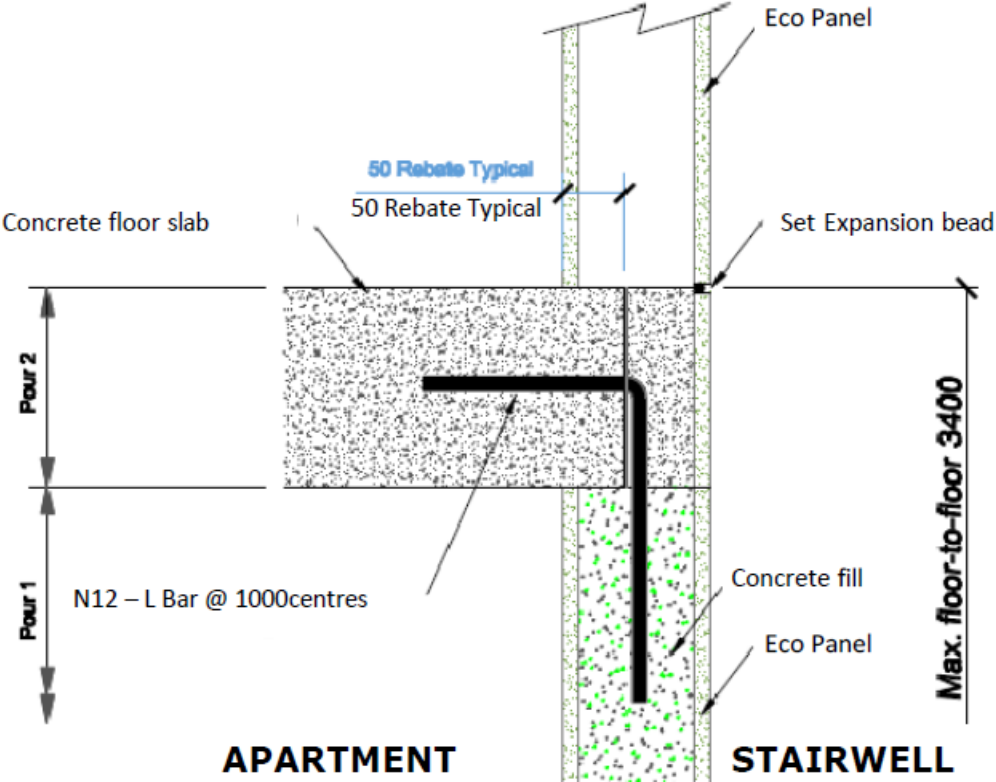 Eco Panel
50 Rebate Typical
50 Rebate Typical
Concrete floor slab
Set Expansion bead
Pour 2
Max. floor-to-floor 3400
Pour 1
N12 – L Bar @ 1000centres
Concrete fill
Eco Panel
APARTMENT
STAIRWELL